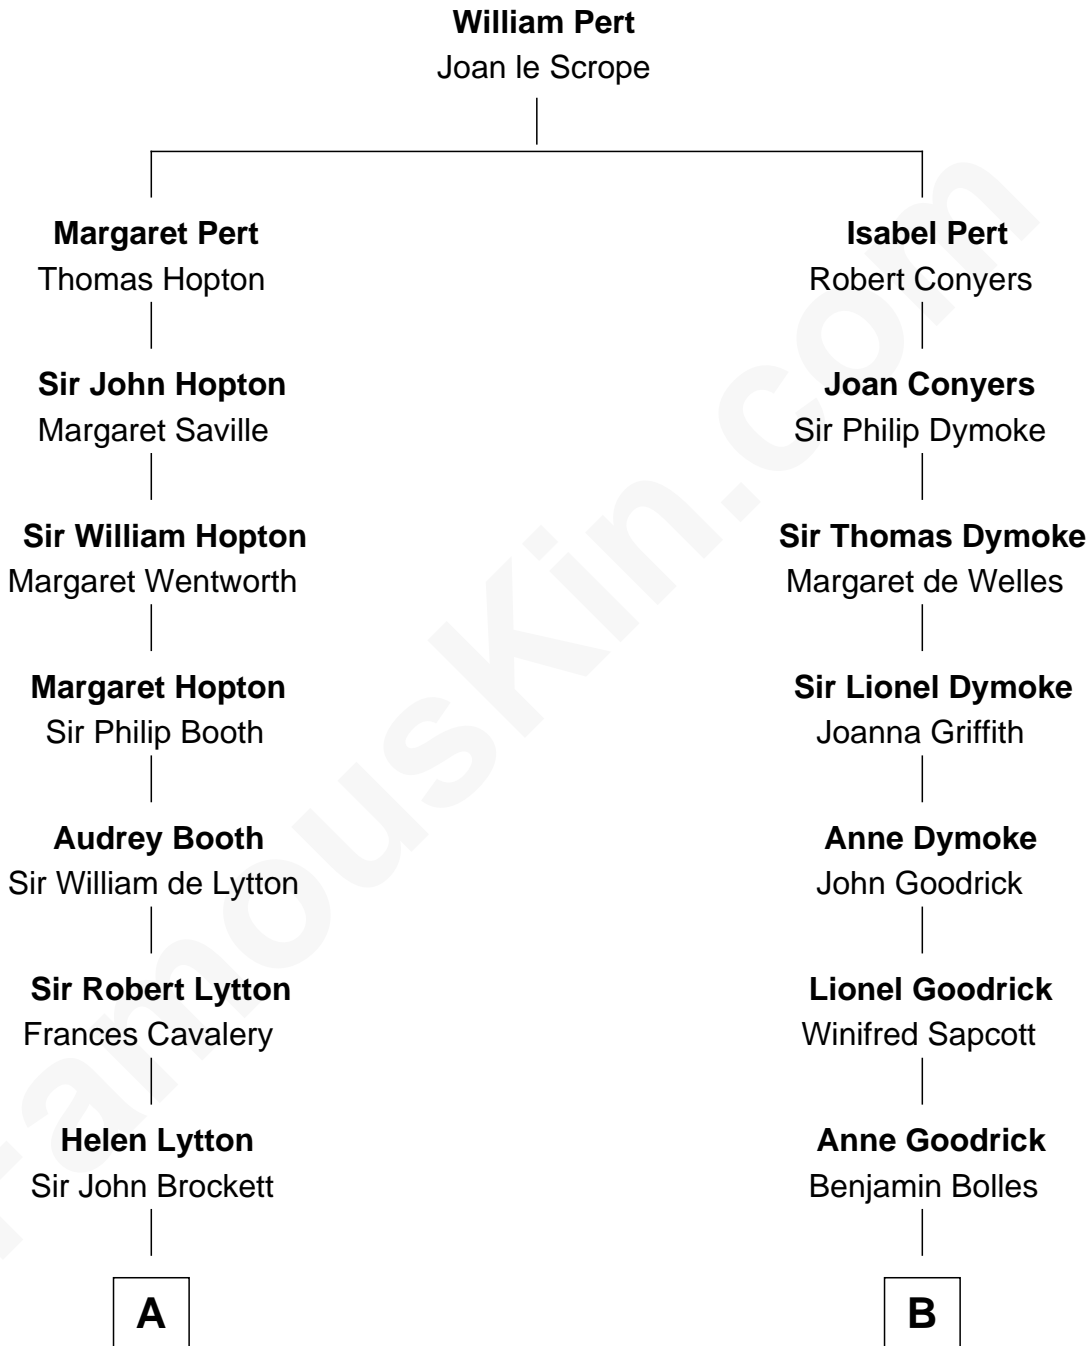 William Pert
Joan le Scrope
Margaret Pert
Thomas Hopton
Isabel Pert
Robert Conyers
Sir John Hopton
Margaret Saville
Joan Conyers
Sir Philip Dymoke
Sir William Hopton
Margaret Wentworth
Sir Thomas Dymoke
Margaret de Welles
Margaret Hopton
Sir Philip Booth
Sir Lionel Dymoke
Joanna Griffith
Audrey Booth
Sir William de Lytton
Anne Dymoke
John Goodrick
Sir Robert Lytton
Frances Cavalery
Lionel Goodrick
Winifred Sapcott
Helen Lytton
Sir John Brockett
Anne Goodrick
Benjamin Bolles
A
B
FamousKin.com